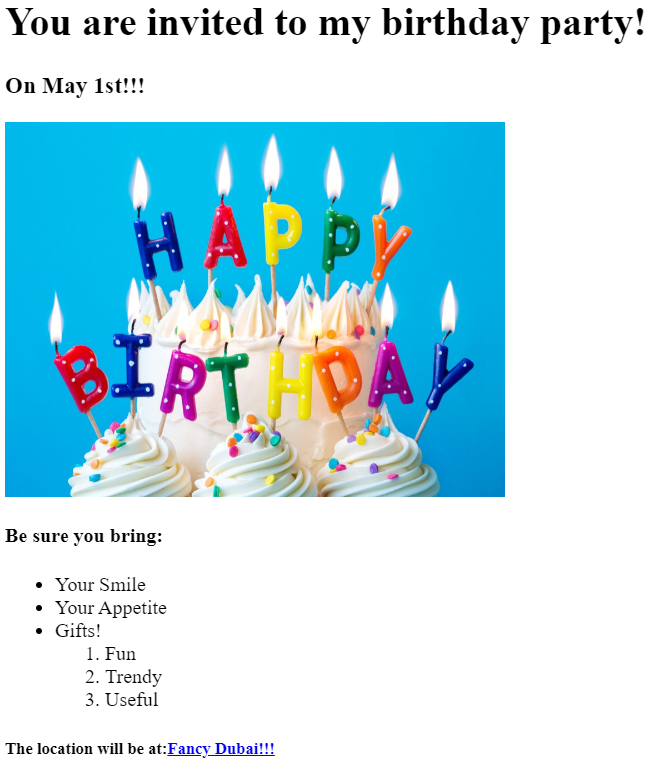 You are invited to my birthday party!
On May 1st!!!
HAPPY
BIRTHDAY
Be sure you bring:
Your Smile
Your Appetite
Gifts!
1. Fun
2. Trendy
3. Useful
The location will be at:Fancy Dubai!!!